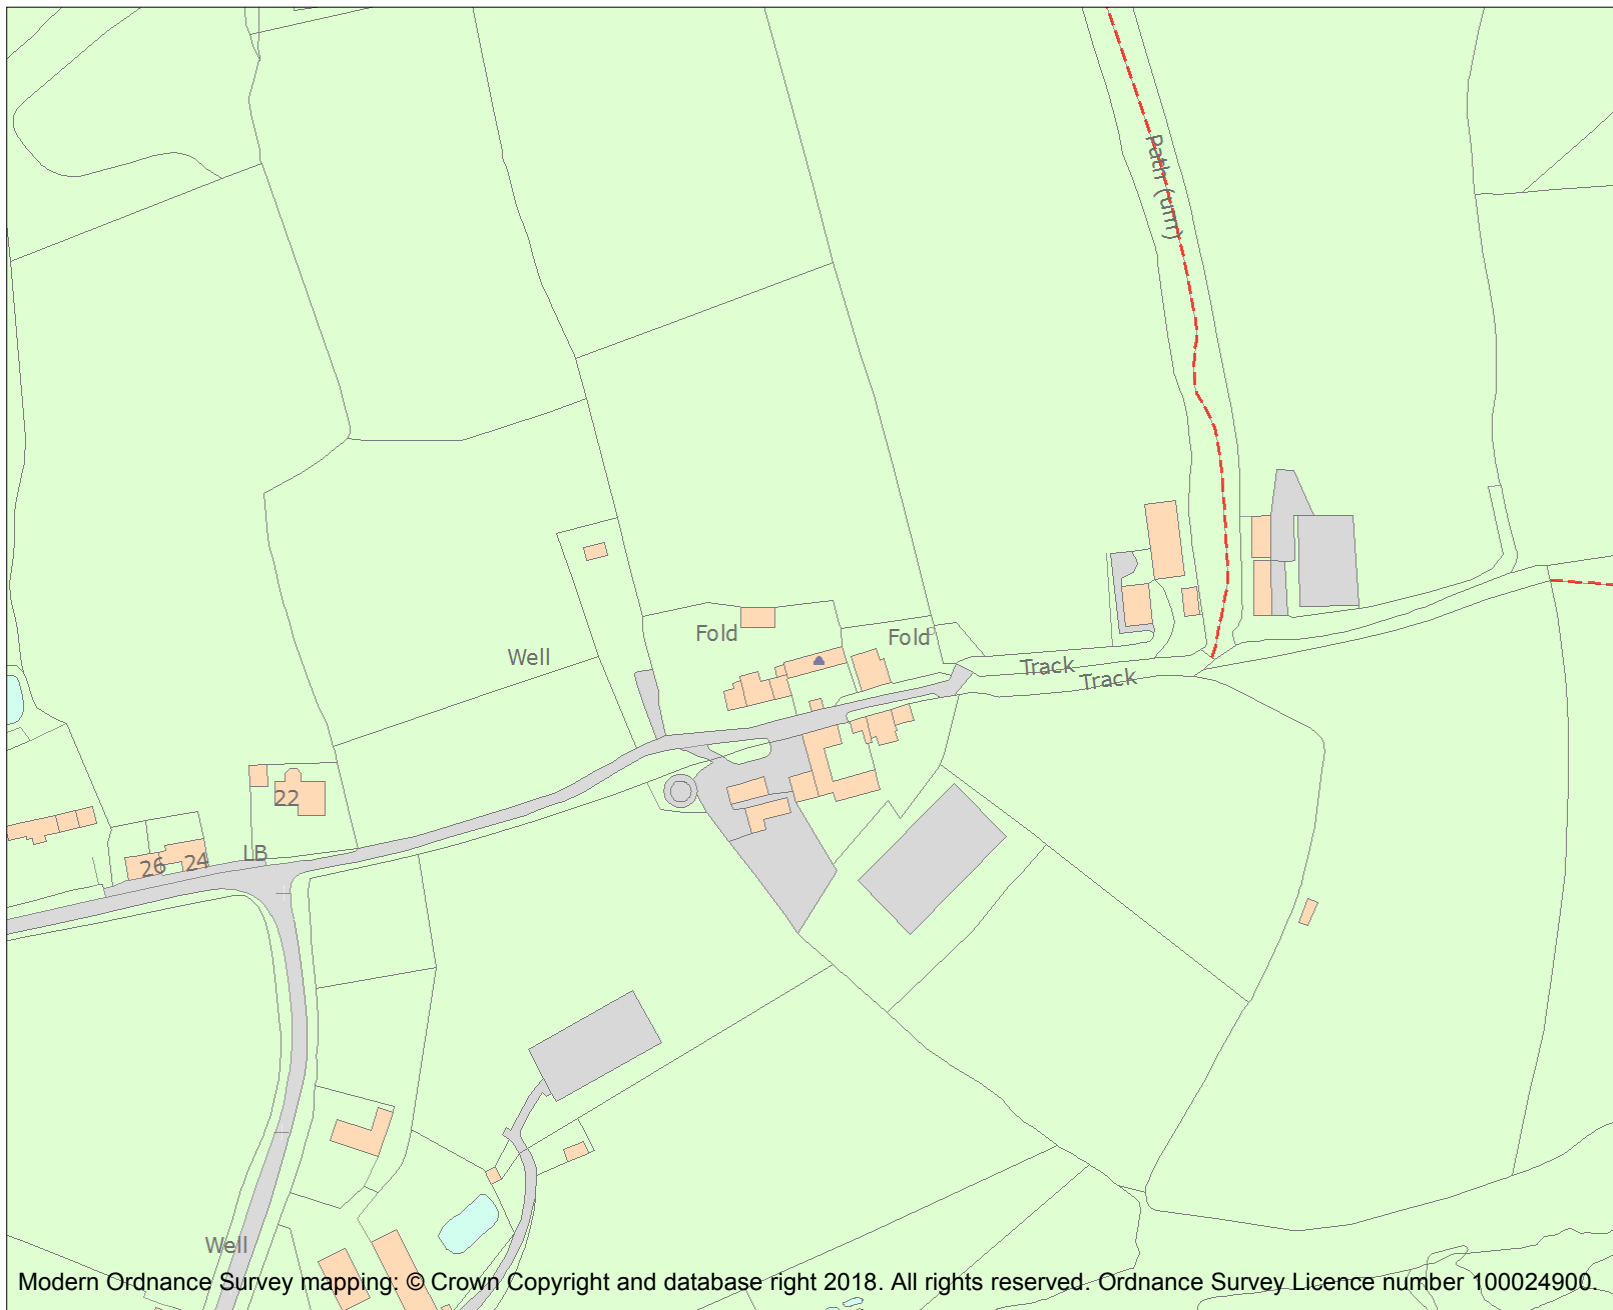 Path (um)
Fold
Fold
Well
Track
Track
22
LB
26
24
Well
Modern Ordnance Survey mapping: © Crown Copyright and database right 2018. All rights reserved. Ordnance Survey Licence number 100024900.